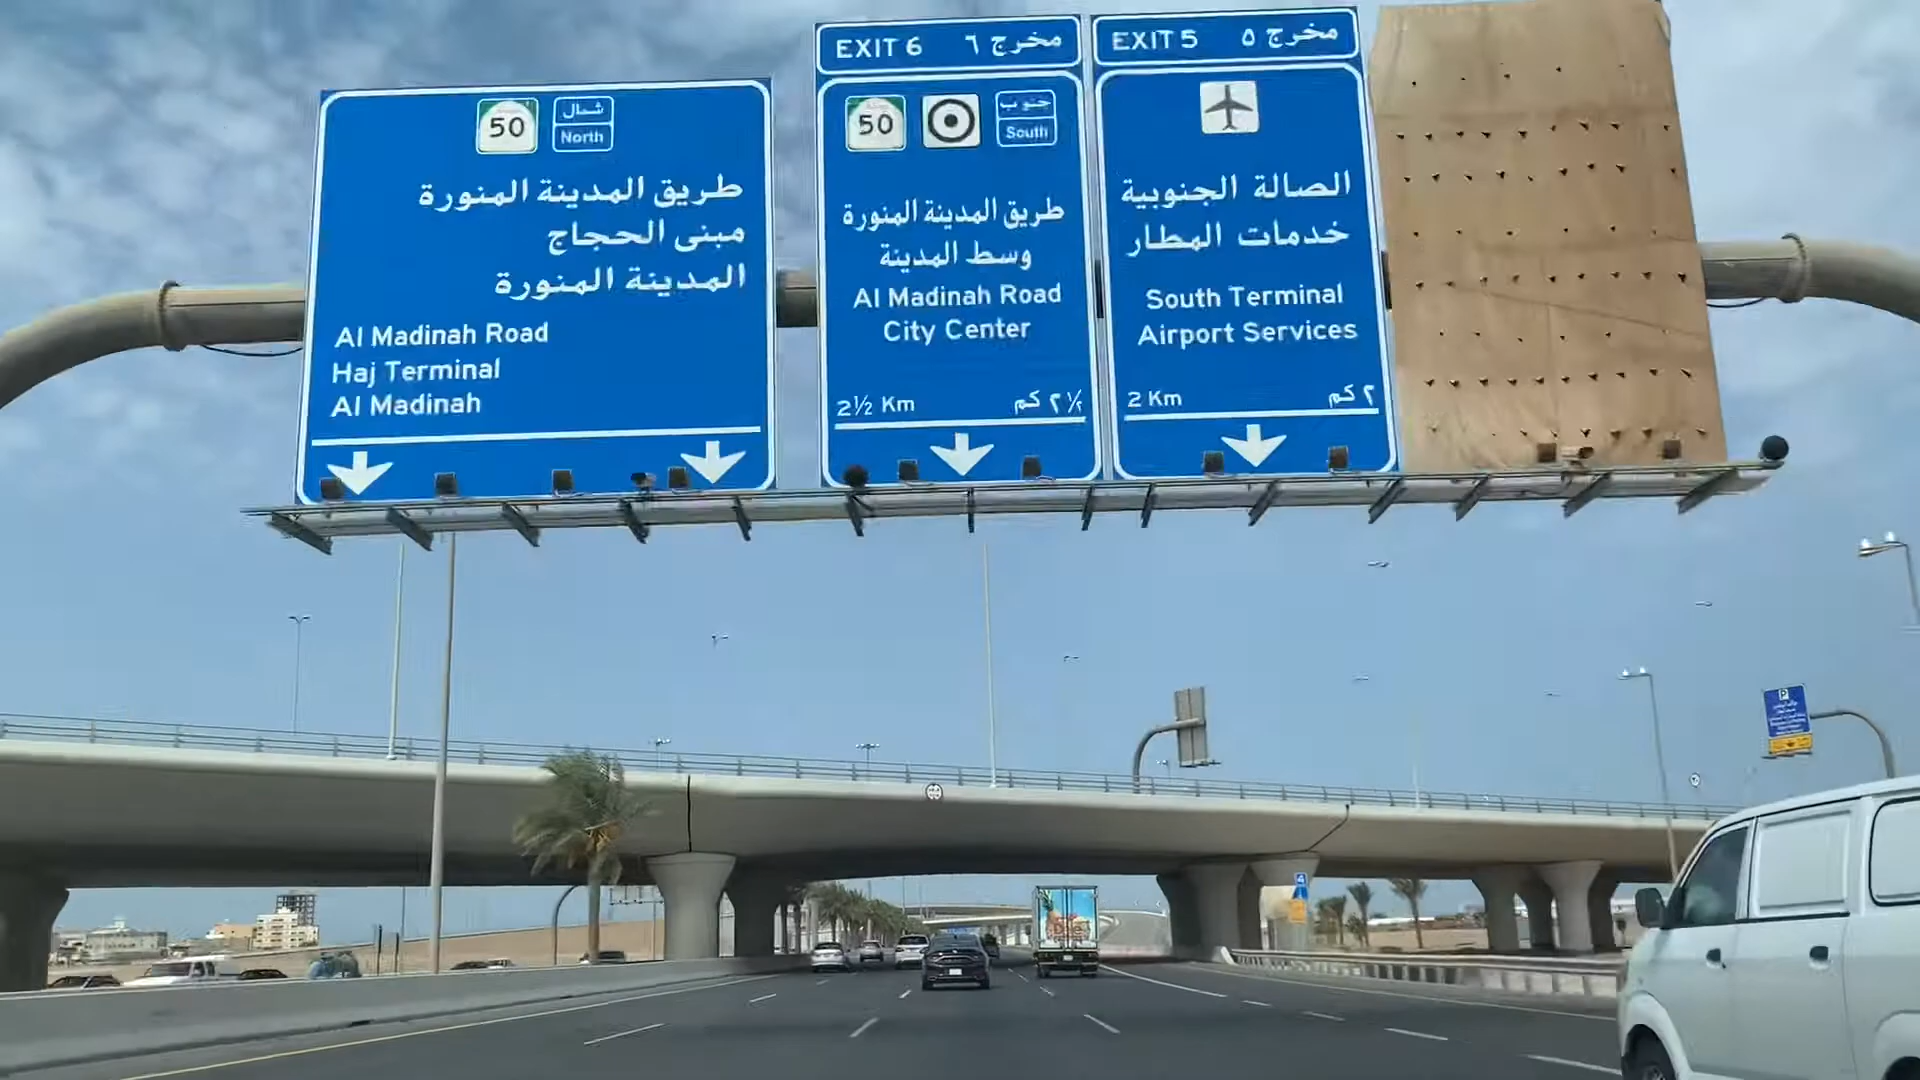 50
شمال
North
طريق المدينة المنورة
مبنى الحجاج
المدينة المنورة
Al Madinah Road
Haj Terminal
Al Madinah
EXIT 6 مخرج ٦
50
جنوب
South
طريق المدينة المنورة
وسط المدينة
Al Madinah Road
City Center
2½ Km ٢ ½ كم
EXIT 5 مخرج ٥
الصالة الجنوبية
خدمات المطار
South Terminal
Airport Services
2 Km ٢ كم
P